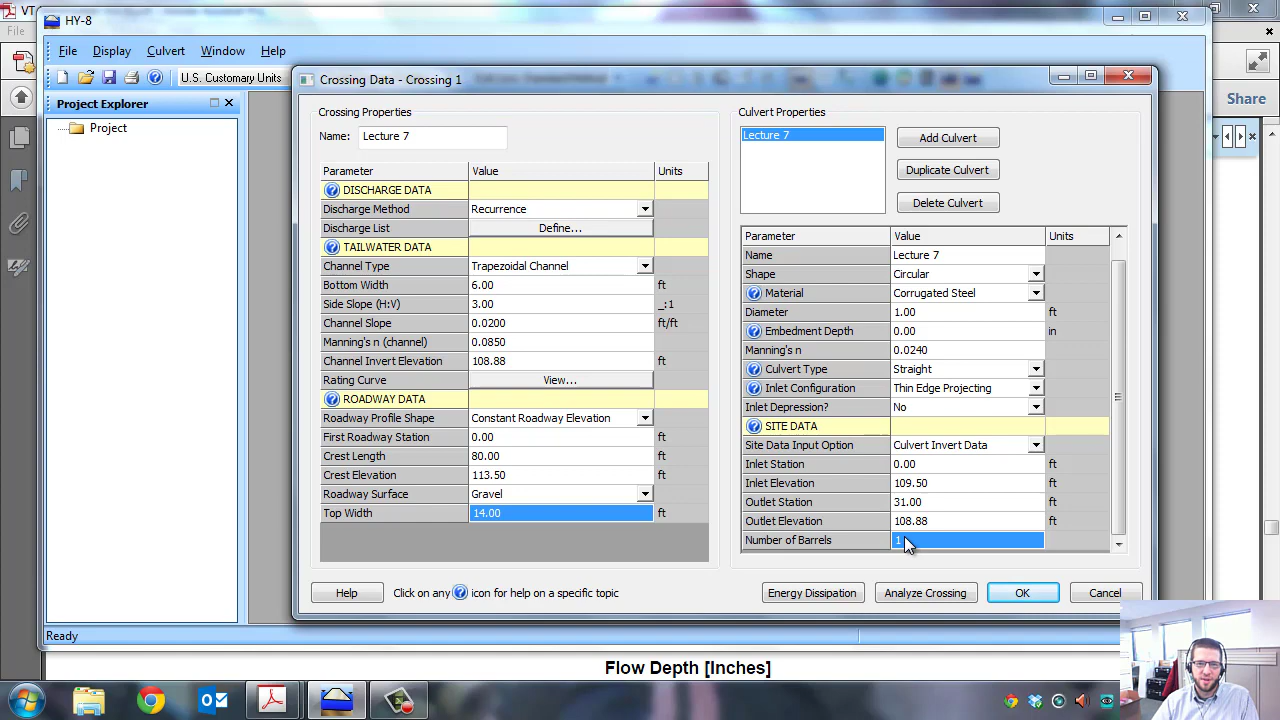 VT
HY-8
File
File Display Culvert Window Help
U.S. Customary Units
Share
Project Explorer
Project
Crossing Data - Crossing 1
Crossing Properties
Name: Lecture 7
Parameter Value Units
DISCHARGE DATA
Discharge Method Recurrence
Discharge List Define...
TAILWATER DATA
Channel Type Trapezoidal Channel
Bottom Width 6.00 ft
Side Slope (H:V) 3.00 _:1
Channel Slope 0.0200 ft/ft
Manning's n (channel) 0.0850
Channel Invert Elevation 108.88 ft
Rating Curve View...
ROADWAY DATA
Roadway Profile Shape Constant Roadway Elevation
First Roadway Station 0.00 ft
Crest Length 80.00 ft
Crest Elevation 113.50 ft
Roadway Surface Gravel
Top Width 14.00 ft
Culvert Properties
Lecture 7
Add Culvert
Duplicate Culvert
Delete Culvert
Parameter Value Units
Name Lecture 7
Shape Circular
Material Corrugated Steel
Diameter 1.00 ft
Embedment Depth 0.00 in
Manning's n 0.0240
Culvert Type Straight
Inlet Configuration Thin Edge Projecting
Inlet Depression? No
SITE DATA
Site Data Input Option Culvert Invert Data
Inlet Station 0.00 ft
Inlet Elevation 109.50 ft
Outlet Station 31.00 ft
Outlet Elevation 108.88 ft
Number of Barrels 1
Help Click on any ? icon for help on a specific topic Energy Dissipation Analyze Crossing OK Cancel
Ready
Flow Depth [Inches]